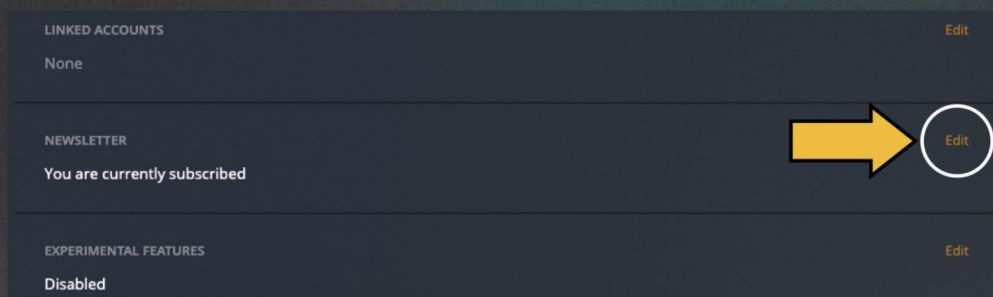 LINKED ACCOUNTS Edit
None
NEWSLETTER Edit
You are currently subscribed
EXPERIMENTAL FEATURES Edit
Disabled